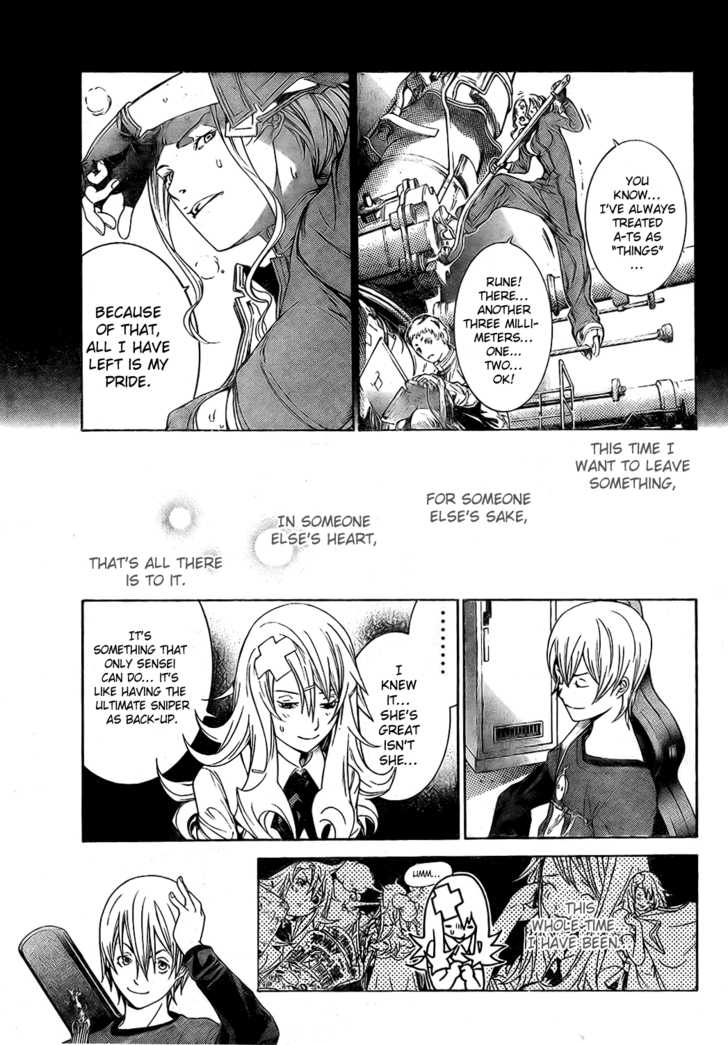 YOU
KNOW...
I'VE ALWAYS
TREATED
A-TS AS
"THINGS"
...
RUNE!
THERE...
ANOTHER
THREE MILLI-
METERS...
ONE...
TWO...
OK!
BECAUSE
OF THAT,
ALL I HAVE
LEFT IS MY
PRIDE.
THIS TIME I
WANT TO LEAVE
SOMETHING,
FOR SOMEONE
ELSE'S SAKE,
IN SOMEONE
ELSE'S HEART,
THAT'S ALL THERE
IS TO IT.
........
I
KNEW
IT...
SHE'S
GREAT
ISN'T
SHE...
IT'S
SOMETHING THAT
ONLY SENSEI
CAN DO... IT'S
LIKE HAVING THE
ULTIMATE SNIPER
AS BACK-UP.
THIS
WHOLE TIME...
I HAVE BEEN...
UMM...